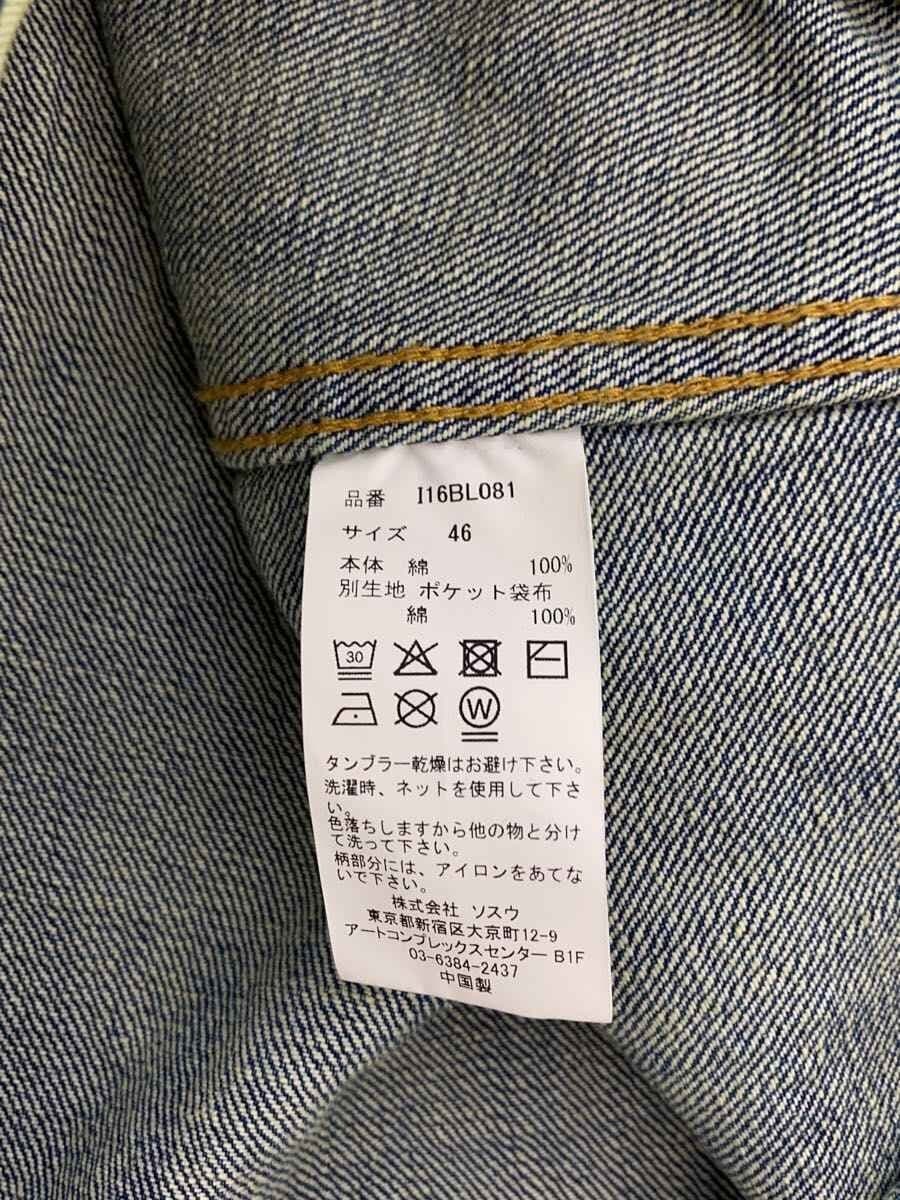 品番 I16BL081
サイズ 46
本体 綿 100%
別生地 ポケット袋布
綿 100%
30
W
タンブラー乾燥はお避け下さい。
洗濯時、ネットを使用して下さ
い。
色落ちしますから他の物と分け
て洗って下さい。
柄部分には、アイロンをあてな
いで下さい。
株式会社 ソスウ
東京都新宿区大京町12-9
アートコンプレックスセンター B1F
03-6384-2437
中国製